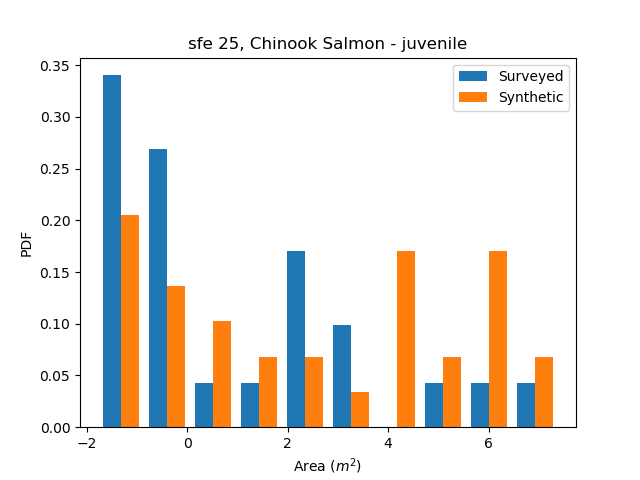 sfe 25, Chinook Salmon - juvenile
Surveyed
Synthetic
PDF
0.35
0.30
0.25
0.20
0.15
0.10
0.05
0.00
−2 0 2 4 6
Area (m²)